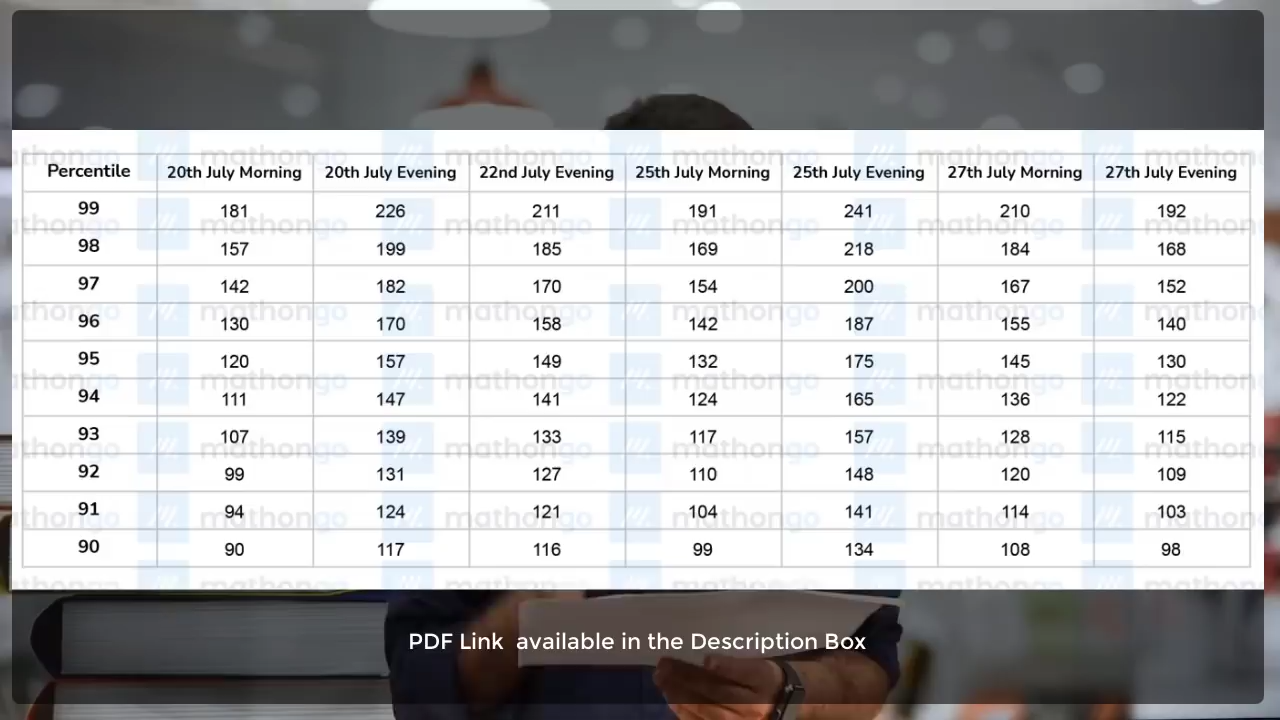 Percentile 20th July Morning 20th July Evening 22nd July Evening 25th July Morning 25th July Evening 27th July Morning 27th July Evening
99 181 226 211 191 241 210 192
98 157 199 185 169 218 184 168
97 142 182 170 154 200 167 152
96 130 170 158 142 187 155 140
95 120 157 149 132 175 145 130
94 111 147 141 124 165 136 122
93 107 139 133 117 157 128 115
92 99 131 127 110 148 120 109
91 94 124 121 104 141 114 103
90 90 117 116 99 134 108 98
mathongo
PDF Link available in the Description Box